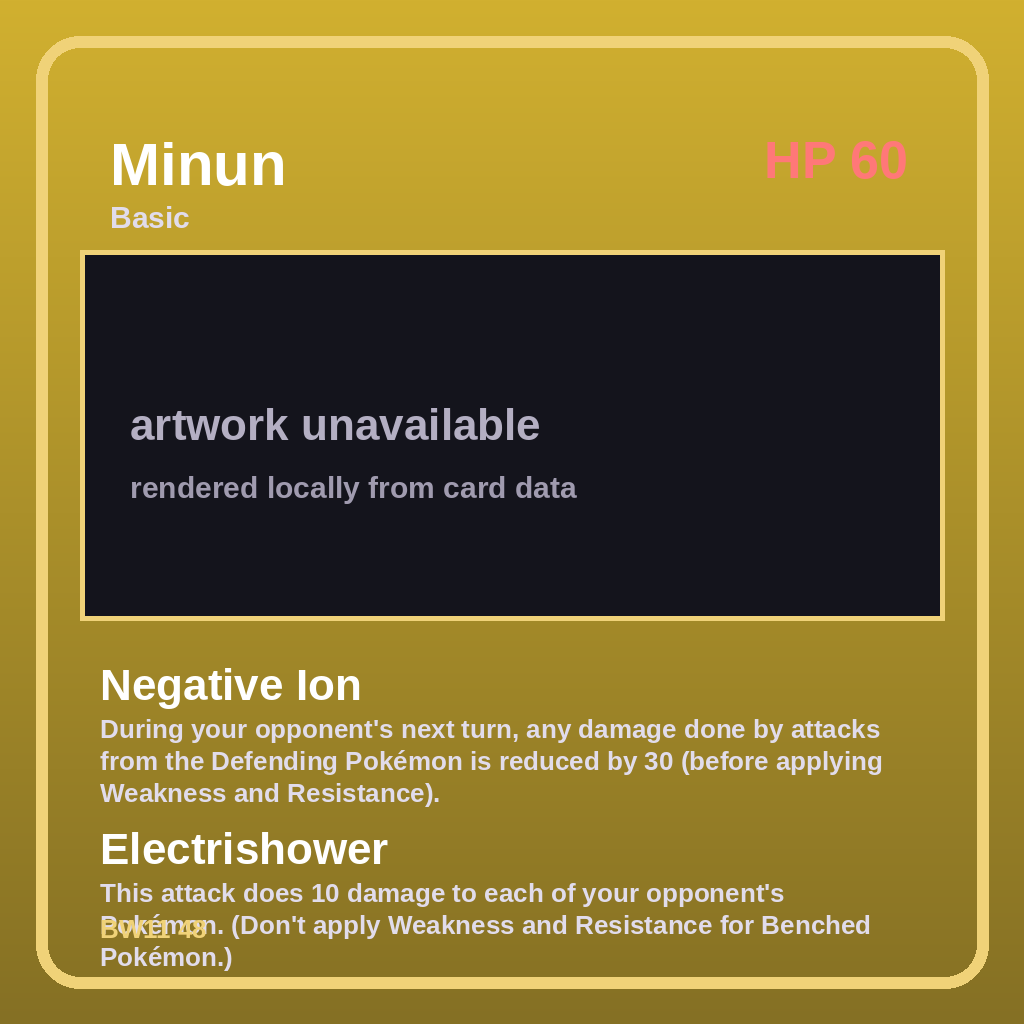 Minun
HP 60
Basic
artwork unavailable
rendered locally from card data
Negative Ion
During your opponent's next turn, any damage done by attacks
from the Defending Pokémon is reduced by 30 (before applying
Weakness and Resistance).
Electrishower
This attack does 10 damage to each of your opponent's
Pokémon. (Don't apply Weakness and Resistance for Benched
BW11 48
Pokémon.)